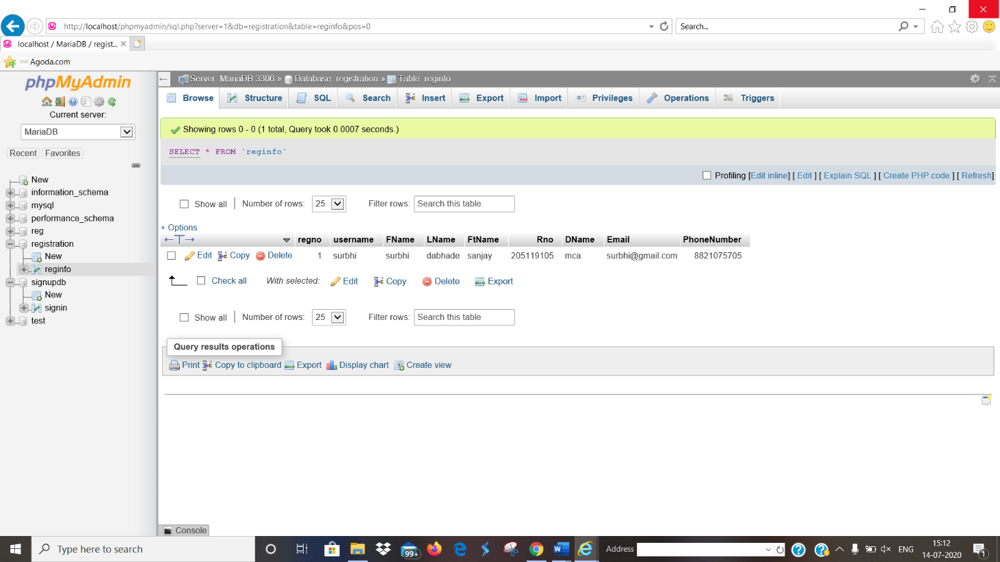 http://localhost/phpmyadmin/sql.php?server=1&db=registration&table=reginfo&pos=0
Search...
localhost / MariaDB / regist...
Agoda.com
phpMyAdmin
Current server:
MariaDB
Recent Favorites
New
information_schema
mysql
performance_schema
reg
registration
New
reginfo
signupdb
New
signin
test
Server: MariaDB 3306 » Database: registration » Table: reginfo
Browse Structure SQL Search Insert Export Import Privileges Operations Triggers
Showing rows 0 - 0 (1 total, Query took 0.0007 seconds.)
SELECT * FROM `reginfo`
Profiling [Edit inline] [ Edit ] [ Explain SQL ] [ Create PHP code ] [ Refresh]
Show all Number of rows: 25 Filter rows: Search this table
+ Options
←T→ regno username FName LName FtName Rno DName Email PhoneNumber
Edit Copy Delete 1 surbhi surbhi dabhade sanjay 205119105 mca surbhi@gmail.com 8821075705
Check all With selected: Edit Copy Delete Export
Show all Number of rows: 25 Filter rows: Search this table
Query results operations
Print Copy to clipboard Export Display chart Create view
Console
Type here to search
99+
Address
ENG
15:12
14-07-2020
1